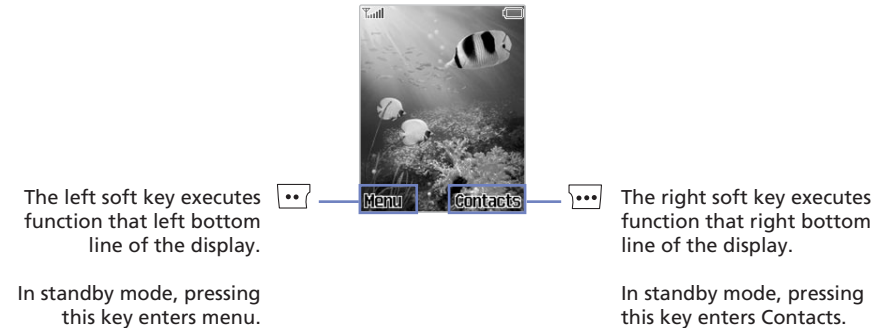 Menu
Contacts
The left soft key executes
function that left bottom
line of the display.
In standby mode, pressing
this key enters menu.
The right soft key executes
function that right bottom
line of the display.
In standby mode, pressing
this key enters Contacts.